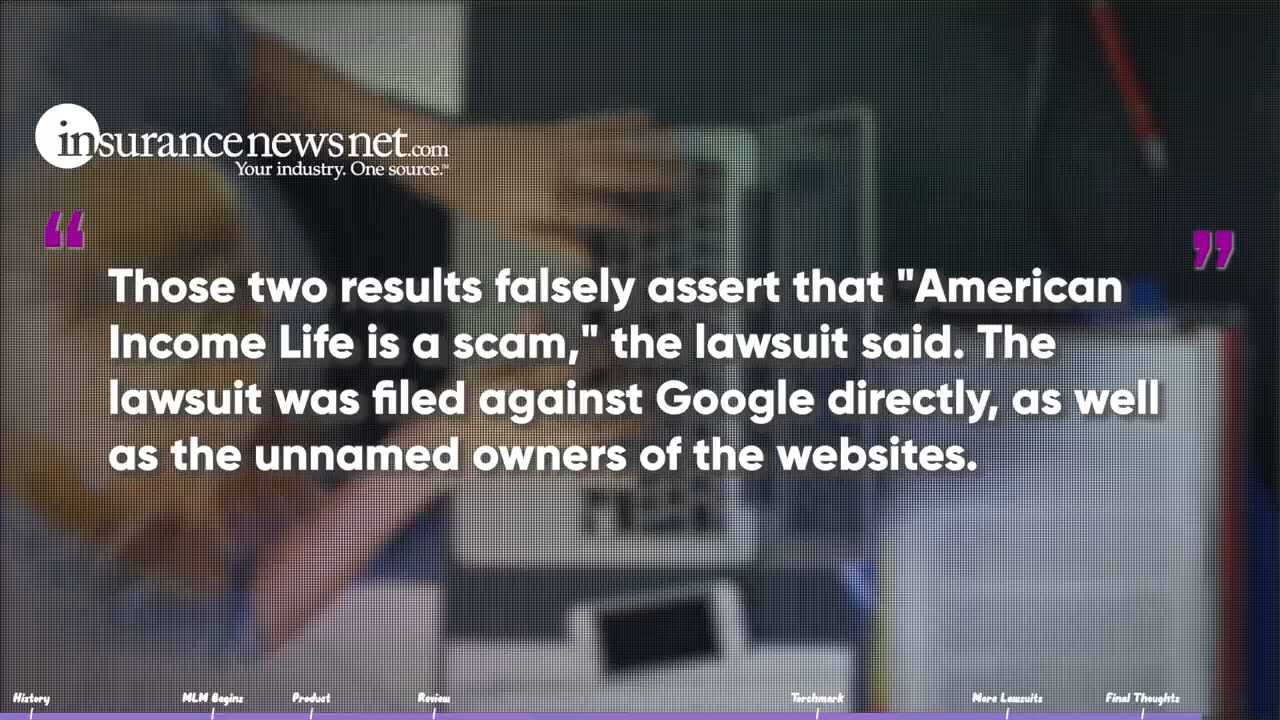 insurancenewsnet.com
Your industry. One source.™
“
”
Those two results falsely assert that "American
Income Life is a scam," the lawsuit said. The
lawsuit was filed against Google directly, as well
as the unnamed owners of the websites.
History MLM Begins Product Review Torchmark More Lawsuits Final Thoughts